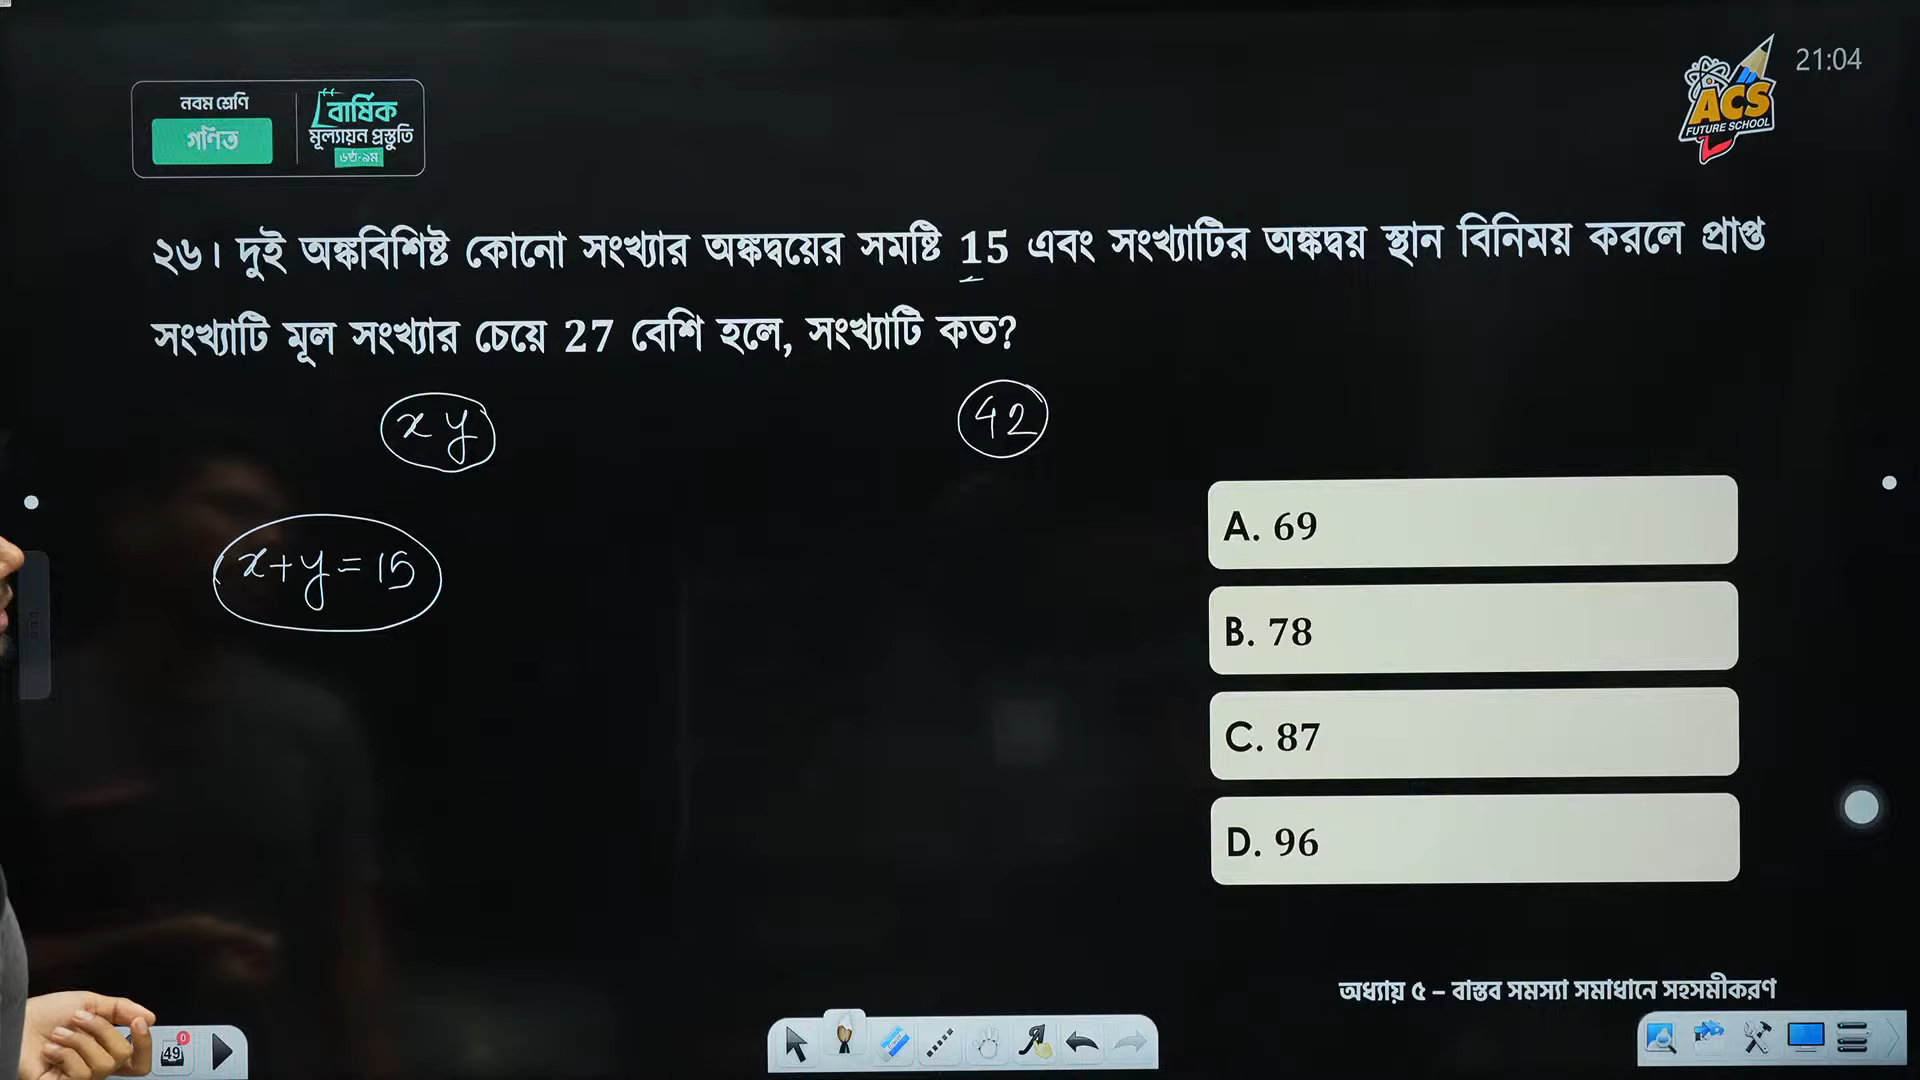 নবম শ্রেণি
গণিত
বার্ষিক
মূল্যায়ন প্রস্তুতি
৬ষ্ঠ-৯ম
ACS
FUTURE SCHOOL
21:04
২৬। দুই অঙ্কবিশিষ্ট কোনো সংখ্যার অঙ্কদ্বয়ের সমষ্টি 15 এবং সংখ্যাটির অঙ্কদ্বয় স্থান বিনিময় করলে প্রাপ্ত
সংখ্যাটি মূল সংখ্যার চেয়ে 27 বেশি হলে, সংখ্যাটি কত?
x y
42
x+y=15
A. 69
B. 78
C. 87
D. 96
অধ্যায় ৫ – বাস্তব সমস্যা সমাধানে সহসমীকরণ
49
0